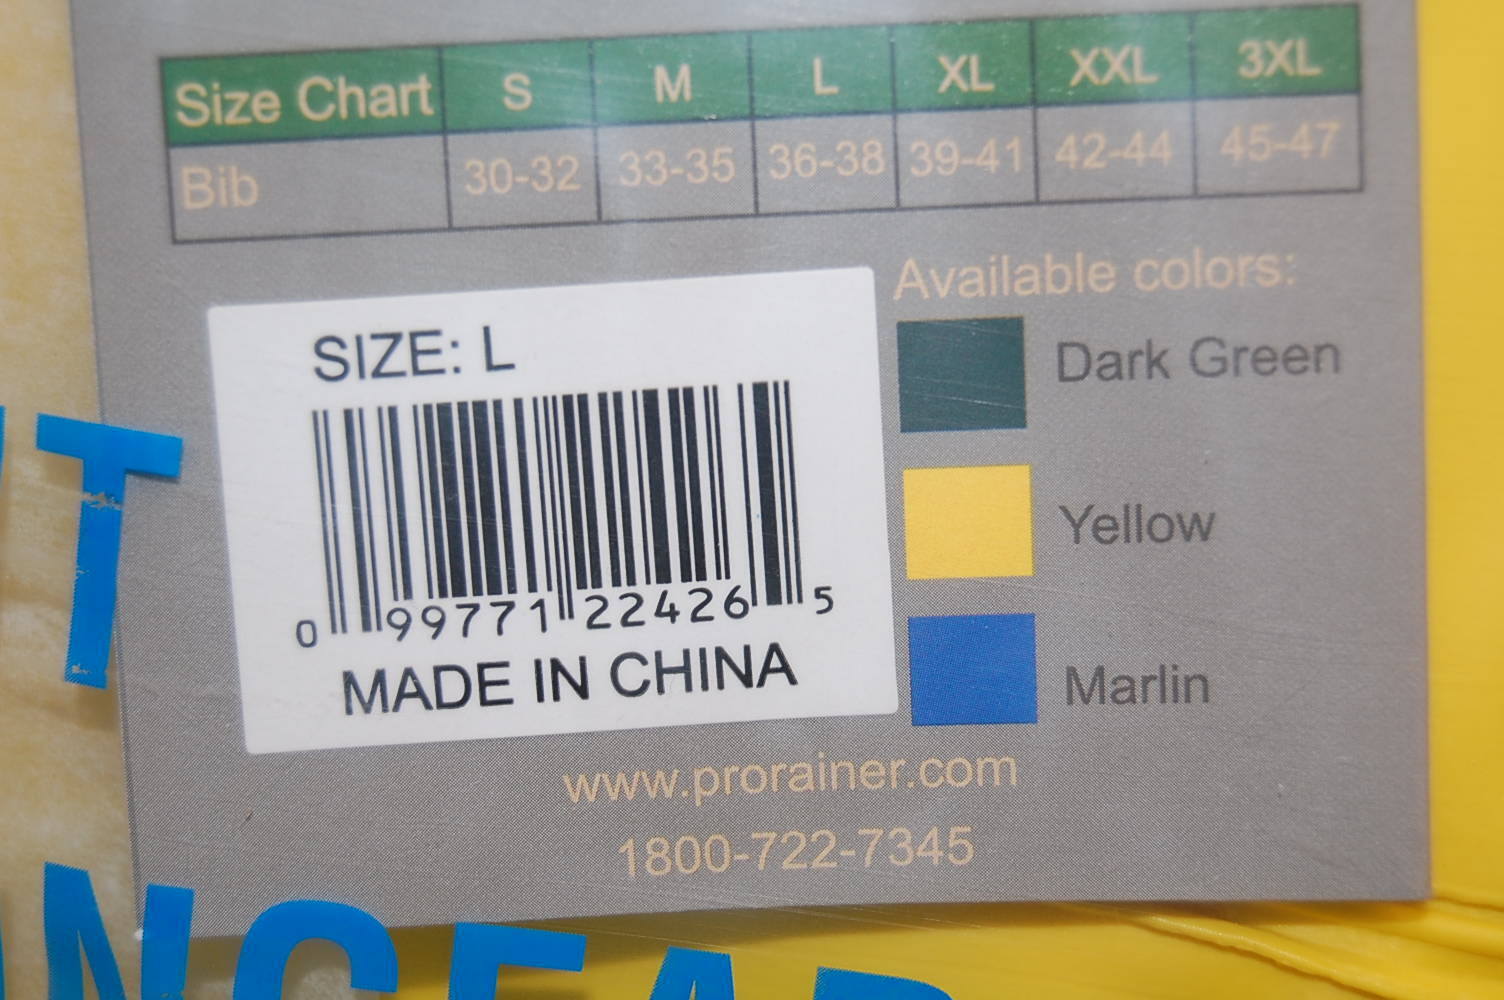 Size Chart S M L XL XXL 3XL
Bib 30-32 33-35 36-38 39-41 42-44 45-47
Available colors:
SIZE: L
Dark Green
Yellow
0 99771 22426 5
MADE IN CHINA
Marlin
www.prorainer.com
1800-722-7345